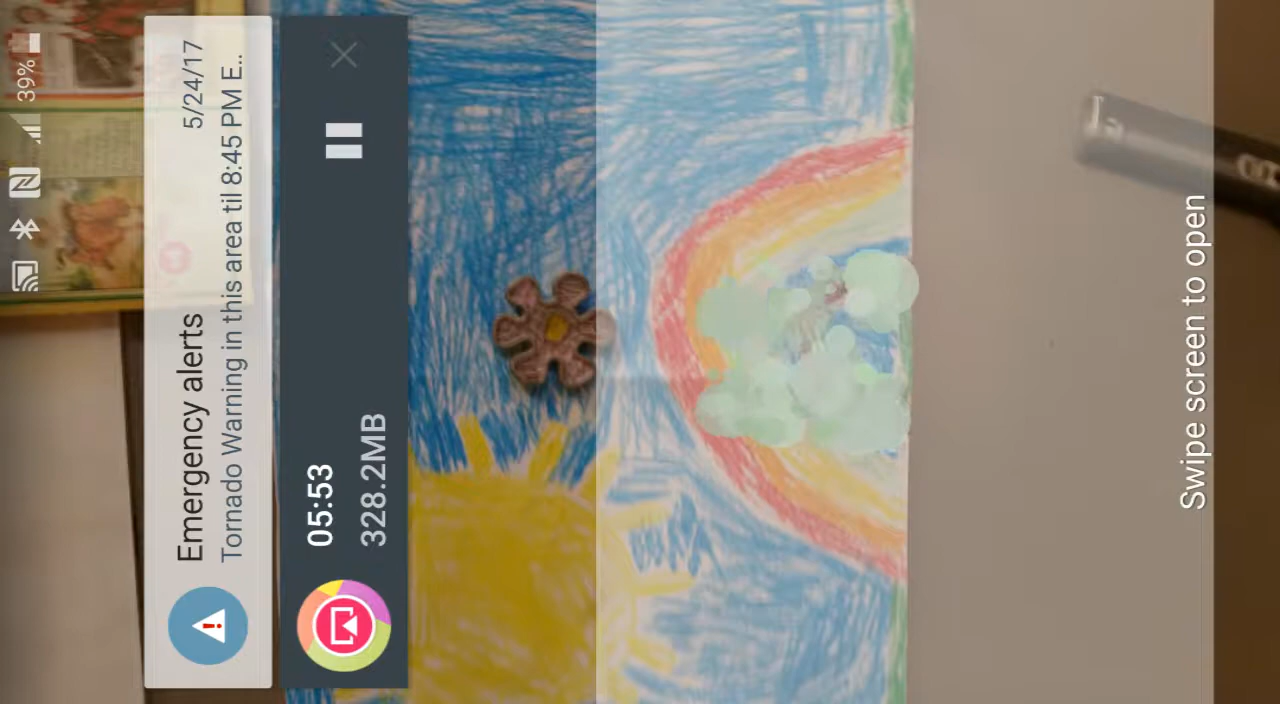 39%
Emergency alerts 5/24/17
Tornado Warning in this area til 8:45 PM E..
05:53
328.2MB
Swipe screen to open